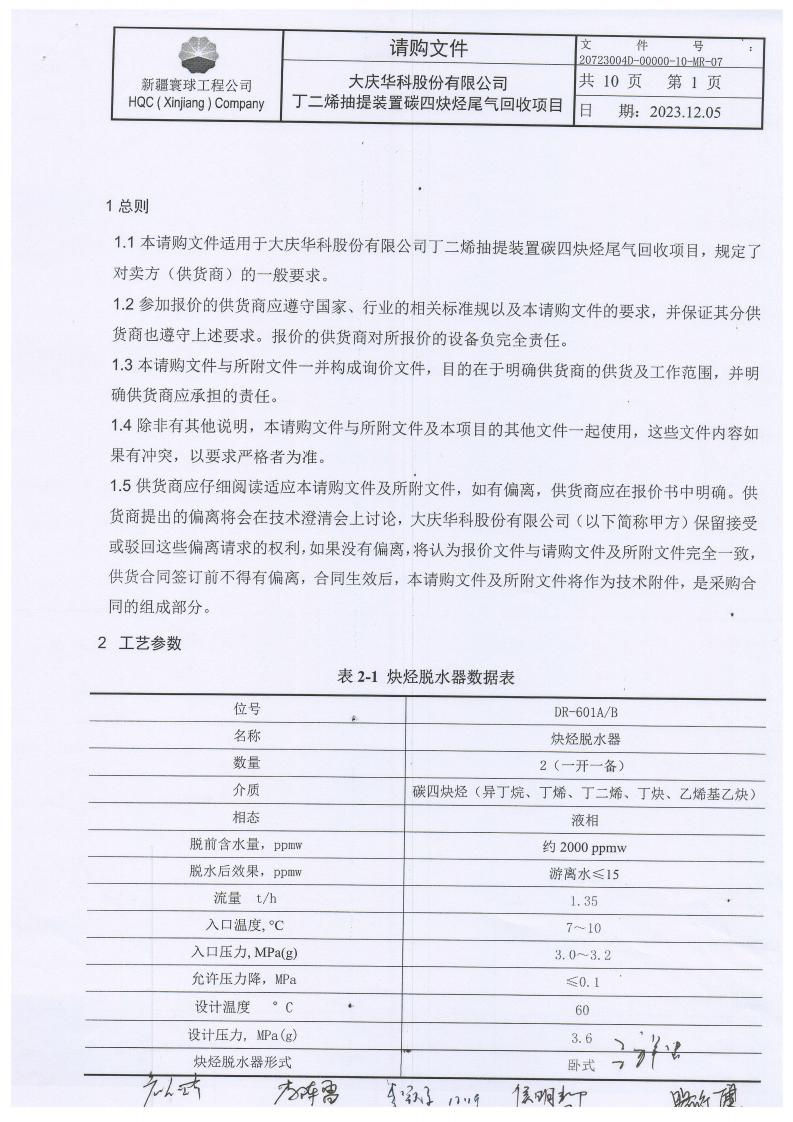 新疆寰球工程公司
HQC ( Xinjiang ) Company
请购文件
大庆华科股份有限公司
丁二烯抽提装置碳四炔烃尾气回收项目
文 件 号 :
20723004D-00000-10-MR-07
共 10 页 第 1 页
日 期: 2023.12.05
1 总则
1.1 本请购文件适用于大庆华科股份有限公司丁二烯抽提装置碳四炔烃尾气回收项目，规定了
对卖方（供货商）的一般要求。
1.2 参加报价的供货商应遵守国家、行业的相关标准规以及本请购文件的要求，并保证其分供
货商也遵守上述要求。报价的供货商对所报价的设备负完全责任。
1.3 本请购文件与所附文件一并构成询价文件，目的在于明确供货商的供货及工作范围，并明
确供货商应承担的责任。
1.4 除非有其他说明，本请购文件与所附文件及本项目的其他文件一起使用，这些文件内容如
果有冲突，以要求严格者为准。
1.5 供货商应仔细阅读适应本请购文件及所附文件，如有偏离，供货商应在报价书中明确。供
货商提出的偏离将会在技术澄清会上讨论，大庆华科股份有限公司（以下简称甲方）保留接受
或驳回这些偏离请求的权利，如果没有偏离，将认为报价文件与请购文件及所附文件完全一致，
供货合同签订前不得有偏离，合同生效后，本请购文件及所附文件将作为技术附件，是采购合
同的组成部分。
2 工艺参数
表 2-1 炔烃脱水器数据表
位号 DR-601A/B
名称 炔烃脱水器
数量 2（一开一备）
介质 碳四炔烃（异丁烷、丁烯、丁二烯、丁炔、乙烯基乙炔）
相态 液相
脱前含水量，ppmw 约 2000 ppmw
脱水后效果，ppmw 游离水≤15
流量 t/h 1.35
入口温度, °C 7～10
入口压力, MPa(g) 3.0～3.2
允许压力降，MPa ≤0.1
设计温度 ° C 60
设计压力, MPa(g) 3.6
炔烃脱水器形式 卧式